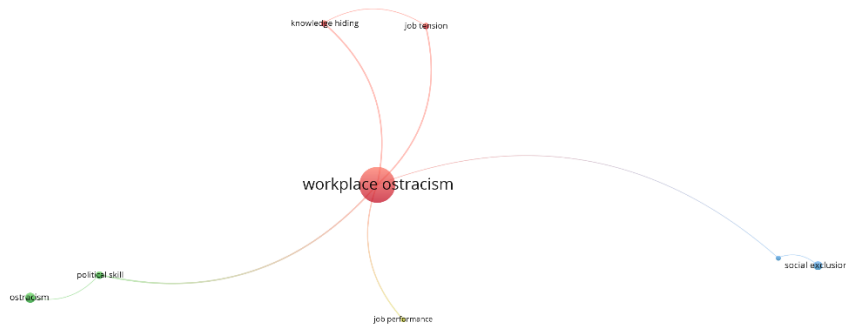 knowledge hiding
job tension
workplace ostracism
social exclusion
political skill
ostracism
job performance